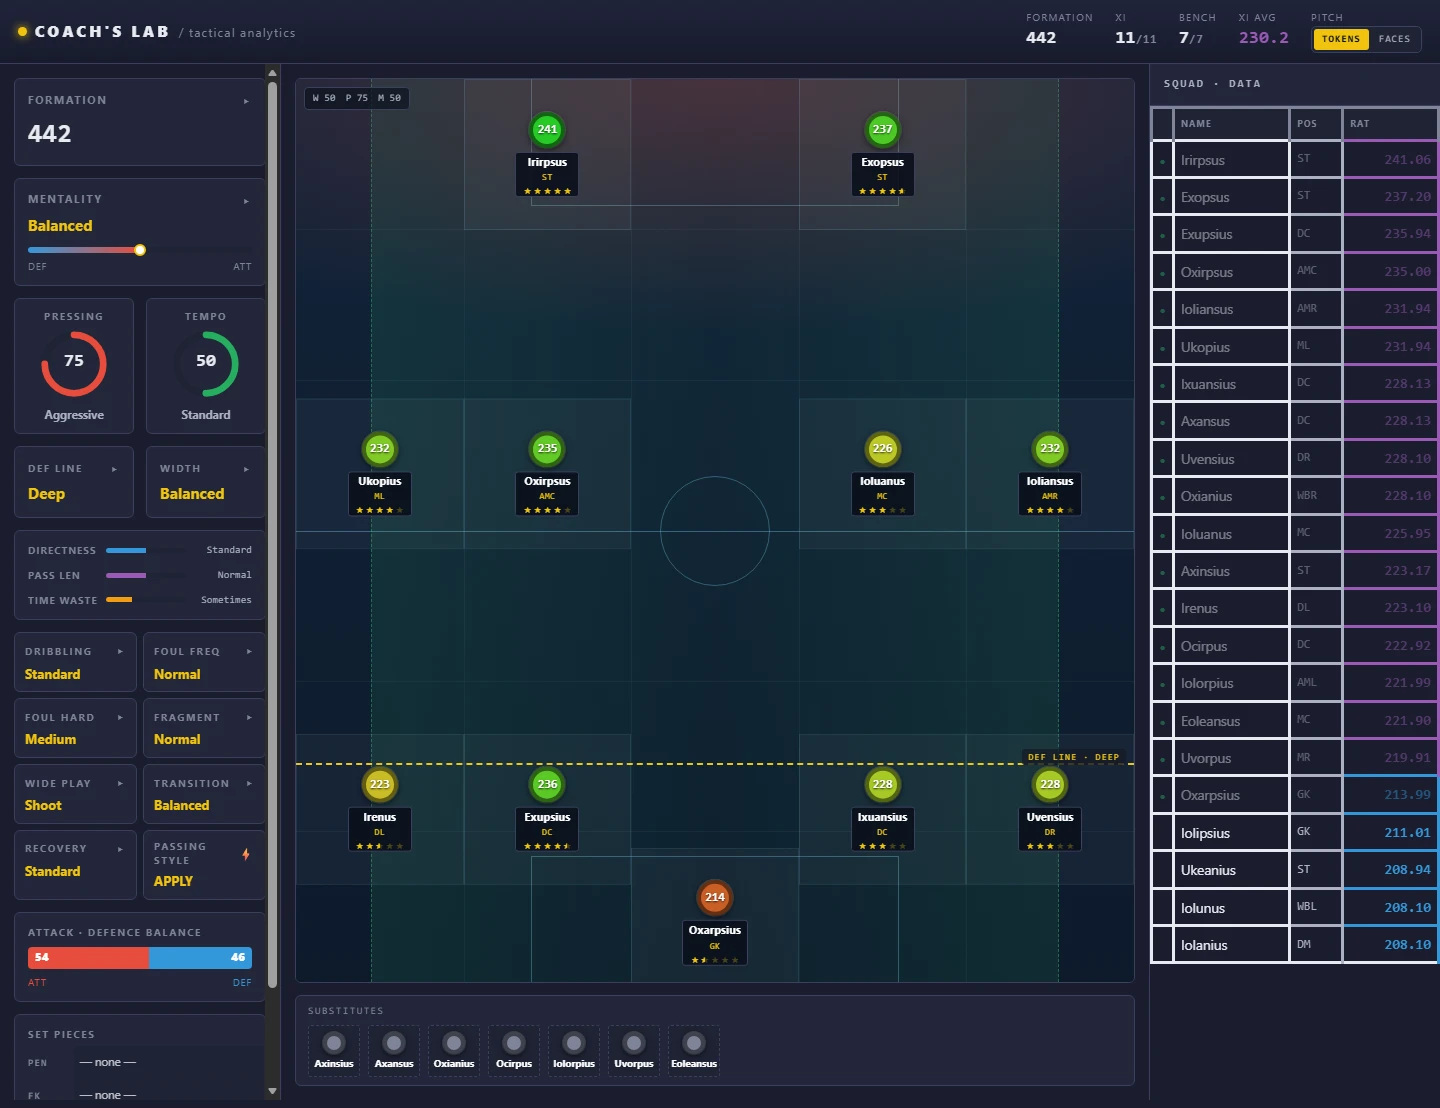 COACH'S LAB / tactical analytics
FORMATION
442
XI
11/11
BENCH
7/7
XI AVG
230.2
PITCH
TOKENS FACES
FORMATION
442
MENTALITY
Balanced
DEF ATT
PRESSING
75
Aggressive
TEMPO
50
Standard
DEF LINE
Deep
WIDTH
Balanced
DIRECTNESS Standard
PASS LEN Normal
TIME WASTE Sometimes
DRIBBLING
Standard
FOUL FREQ
Normal
FOUL HARD
Medium
FRAGMENT
Normal
WIDE PLAY
Shoot
TRANSITION
Balanced
RECOVERY
Standard
PASSING STYLE
APPLY
ATTACK · DEFENCE BALANCE
54 46
ATT DEF
SET PIECES
PEN — none —
FK — none —
W 50 P 75 M 50
241
Irirpsus
ST
237
Exopsus
ST
232
Ukopius
ML
235
Oxirpsus
AMC
226
Ioluanus
MC
232
Ioliansus
AMR
DEF LINE · DEEP
223
Irenus
DL
236
Exupsius
DC
228
Ixuansius
DC
228
Uvensius
DR
214
Oxarpsius
GK
SUBSTITUTES
Axinsius
Axansus
Oxianius
Ocirpus
Iolorpius
Uvorpus
Eoleansus
SQUAD · DATA
NAME POS RAT
Irirpsus ST 241.06
Exopsus ST 237.20
Exupsius DC 235.94
Oxirpsus AMC 235.00
Ioliansus AMR 231.94
Ukopius ML 231.94
Ixuansius DC 228.13
Axansus DC 228.13
Uvensius DR 228.10
Oxianius WBR 228.10
Ioluanus MC 225.95
Axinsius ST 223.17
Irenus DL 223.10
Ocirpus DC 222.92
Iolorpius AML 221.99
Eoleansus MC 221.90
Uvorpus MR 219.91
Oxarpsius GK 213.99
Iolipsius GK 211.01
Ukeanius ST 208.94
Iolunus WBL 208.10
Iolanius DM 208.10